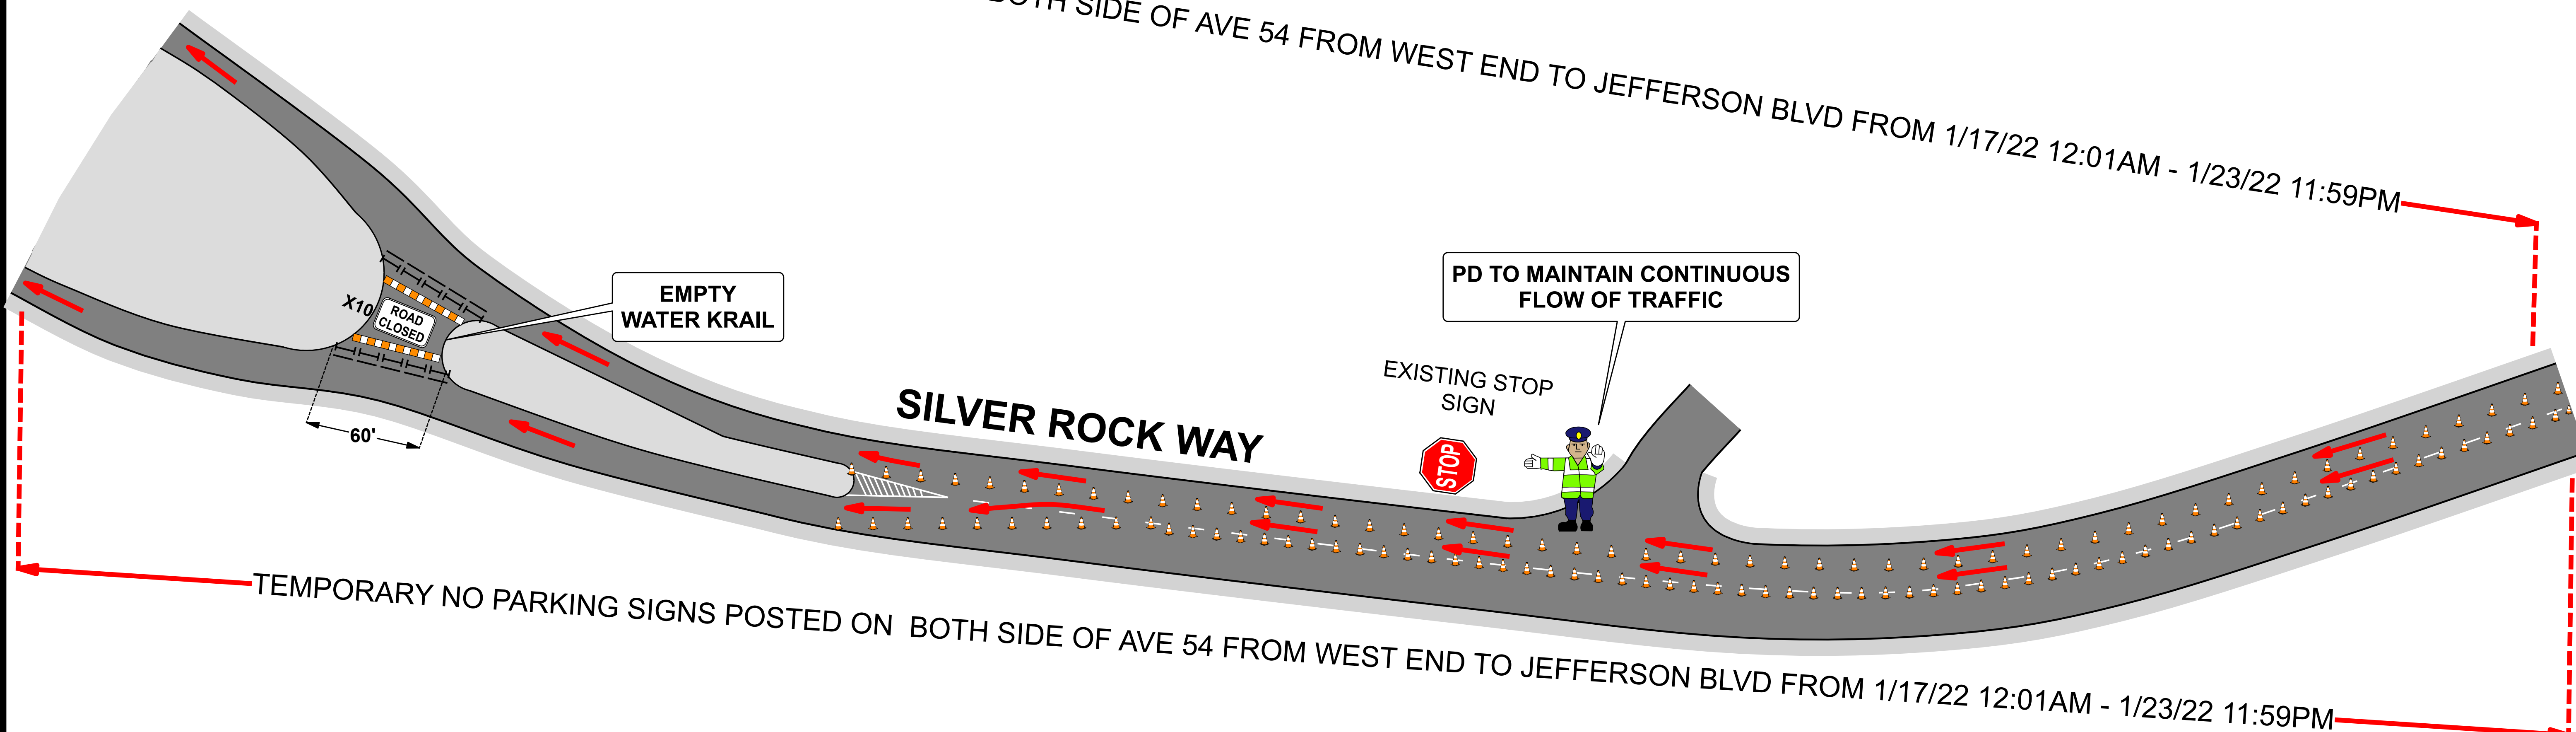 BOTH SIDE OF AVE 54 FROM WEST END TO JEFFERSON BLVD FROM 1/17/22 12:01AM - 1/23/22 11:59PM
X10
ROAD
CLOSED
EMPTY
WATER KRAIL
60'
SILVER ROCK WAY
PD TO MAINTAIN CONTINUOUS
FLOW OF TRAFFIC
EXISTING STOP
SIGN
STOP
TEMPORARY NO PARKING SIGNS POSTED ON  BOTH SIDE OF AVE 54 FROM WEST END TO JEFFERSON BLVD FROM 1/17/22 12:01AM - 1/23/22 11:59PM